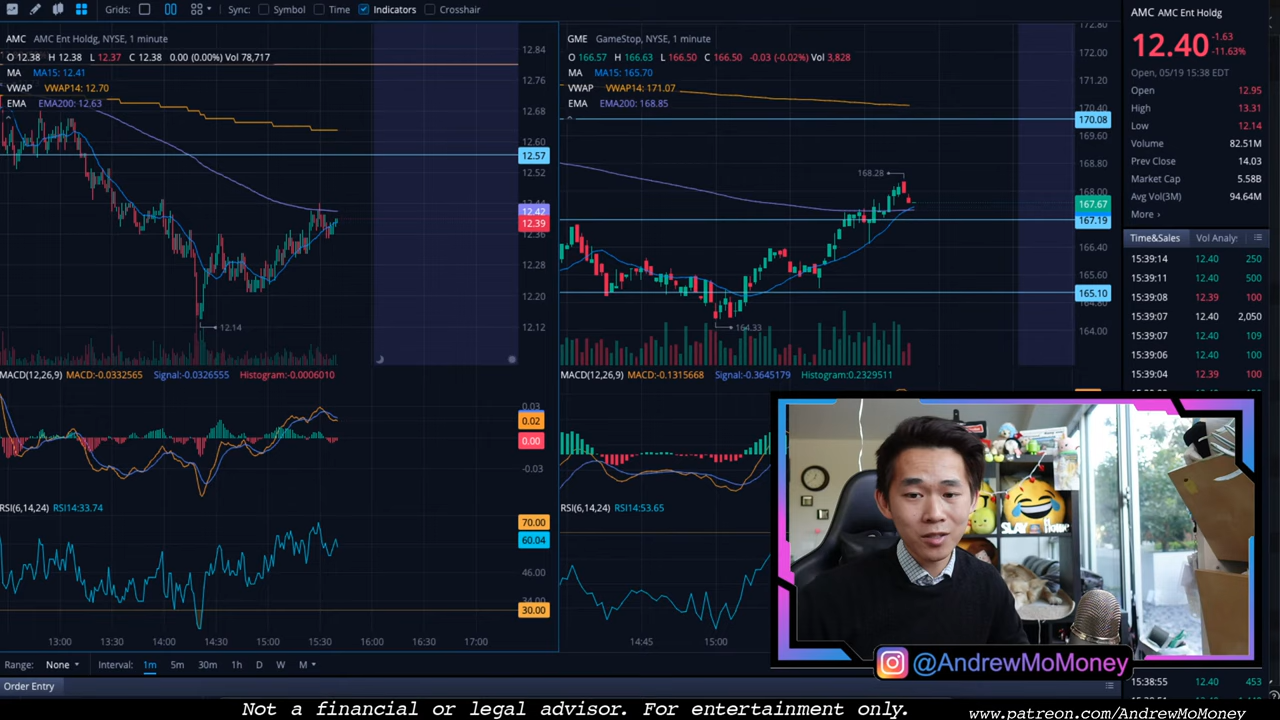 Grids: Sync: Symbol Time Indicators Crosshair
AMC AMC Ent Holdg, NYSE, 1 minute
O 12.38 H 12.38 L 12.37 C 12.38 0.00 (0.00%) Vol 78,717
MA MA15: 12.41
VWAP VWAP14: 12.70
EMA EMA200: 12.63
12.84
12.76
12.68
12.60
12.57
12.52
12.44
12.42
12.39
12.36
12.28
12.20
12.12
12.14
MACD(12,26,9) MACD:-0.0332565 Signal:-0.0326555 Histogram:-0.0006010
0.03
0.02
0.00
-0.03
RSI(6,14,24) RSI14:33.74
70.00
60.04
46.00
34.00
30.00
13:00 13:30 14:00 14:30 15:00 15:30 16:00 16:30 17:00
GME GameStop, NYSE, 1 minute
O 166.57 H 166.63 L 166.50 C 166.50 -0.03 (-0.02%) Vol 3,828
MA MA15: 165.70
VWAP VWAP14: 171.07
EMA EMA200: 168.85
172.80
172.00
171.20
170.40
170.08
169.60
168.80
168.28
168.00
167.67
167.19
166.40
165.60
165.10
164.80
164.33
164.00
MACD(12,26,9) MACD:-0.1315668 Signal:-0.3645179 Histogram:0.2329511
RSI(6,14,24) RSI14:53.65
14:45 15:00
Range: None Interval: 1m 5m 30m 1h D W M
Order Entry
AMC AMC Ent Holdg
12.40 -1.63
-11.63%
Open, 05/19 15:38 EDT
Open 12.95
High 13.31
Low 12.14
Volume 82.51M
Prev Close 14.03
Market Cap 5.58B
Avg Vol(3M) 94.64M
More
Time&Sales Vol Analy:
15:39:14 12.40 250
15:39:11 12.40 500
15:39:08 12.39 100
15:39:07 12.40 2,050
15:39:07 12.40 109
15:39:06 12.40 100
15:39:04 12.39 100
15:38:55 12.40 453
SLAY
@AndrewMoMoney
Not a financial or legal advisor. For entertainment only.
www.patreon.com/AndrewMoMoney